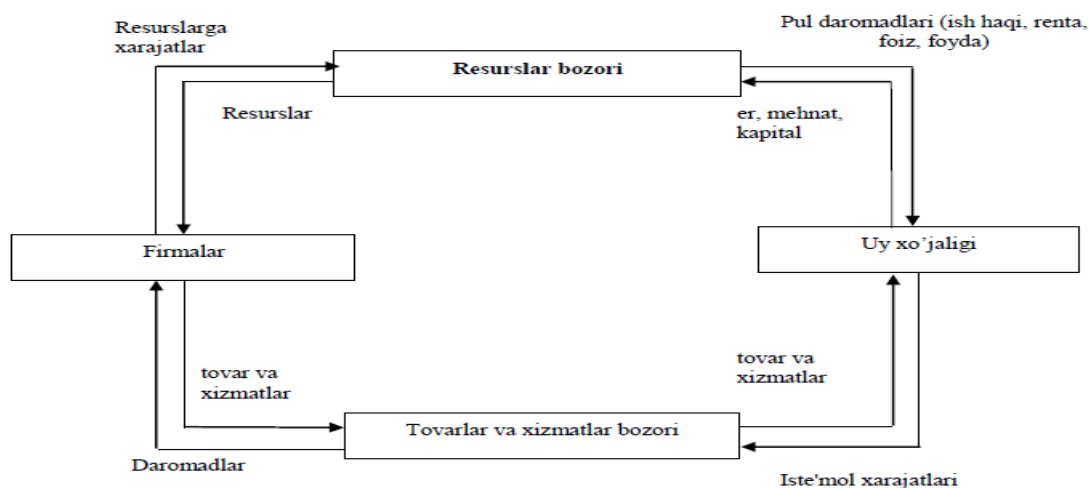 Resurslarga
xarajatlar
Pul daromadlari (ish haqi, renta,
foiz, foyda)
Resurslar bozori
Resurslar
er, mehnat,
kapital
Firmalar
Uy xo’jaligi
tovar va
xizmatlar
tovar va
xizmatlar
Tovarlar va xizmatlar bozori
Daromadlar
Iste'mol xarajatlari